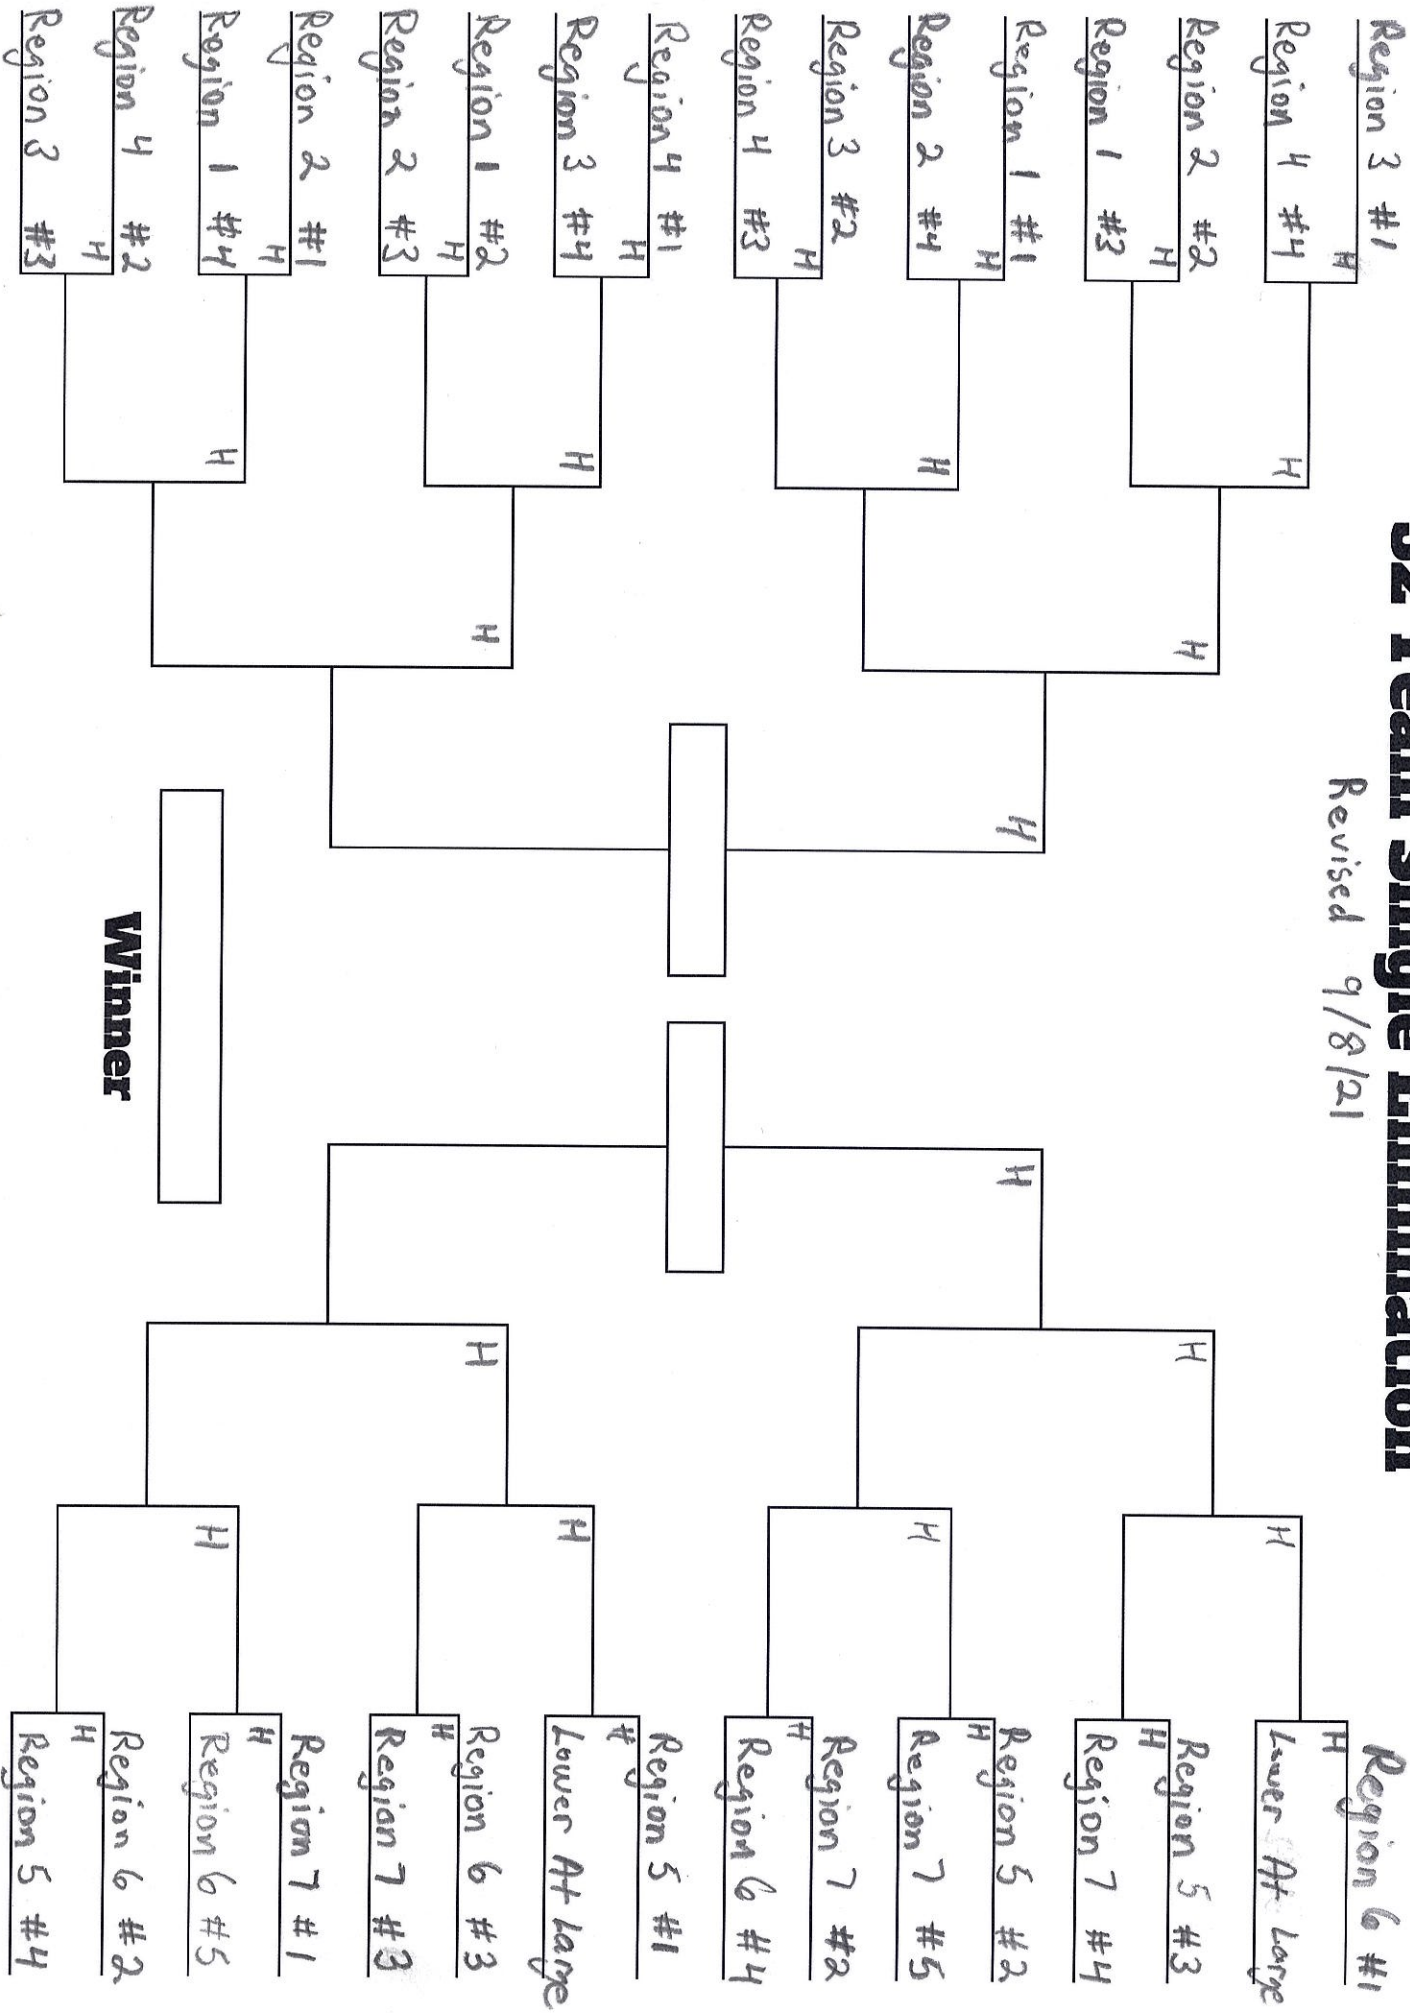 32 Team Single Elimination
Revised 9/8/21
Region 3 #1
H
Region 4 #4
H
Region 2 #2
H
Region 1 #3
H
Region 1 #1
H
Region 2 #4
H
Region 3 #2
H
Region 4 #3
H
H
Region 4 #1
H
Region 3 #4
H
Region 1 #2
H
Region 2 #3
H
Region 2 #1
H
Region 1 #4
H
Region 4 #2
H
Region 3 #3
Region 6 #1
H
Lower At Large
H
Region 5 #3
H
Region 7 #4
H
Region 5 #2
H
Region 7 #5
H
Region 7 #2
H
Region 6 #4
H
Region 5 #1
H
Lower At Large
H
Region 6 #3
H
Region 7 #3
H
Region 7 #1
H
Region 6 #5
H
Region 6 #2
H
Region 5 #4
Winner